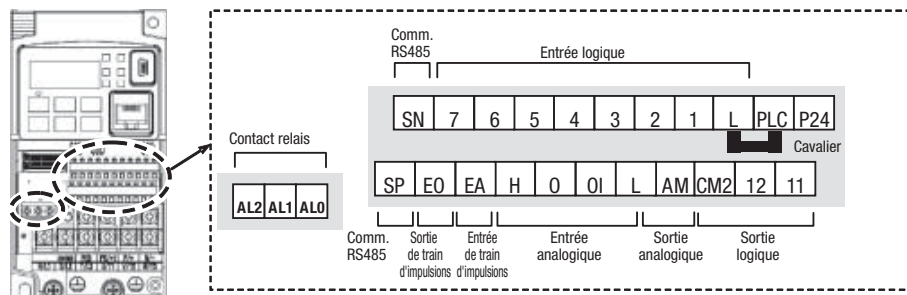 Comm.
RS485
Entrée logique
SN 7 6 5 4 3 2 1 L PLC P24
Cavalier
Contact relais
AL2 AL1 AL0
SP EO EA H O OI L AM CM2 12 11
Comm.
RS485
Sortie
de train
d'impulsions
Entrée
de train
d'impulsions
Entrée
analogique
Sortie
analogique
Sortie
logique